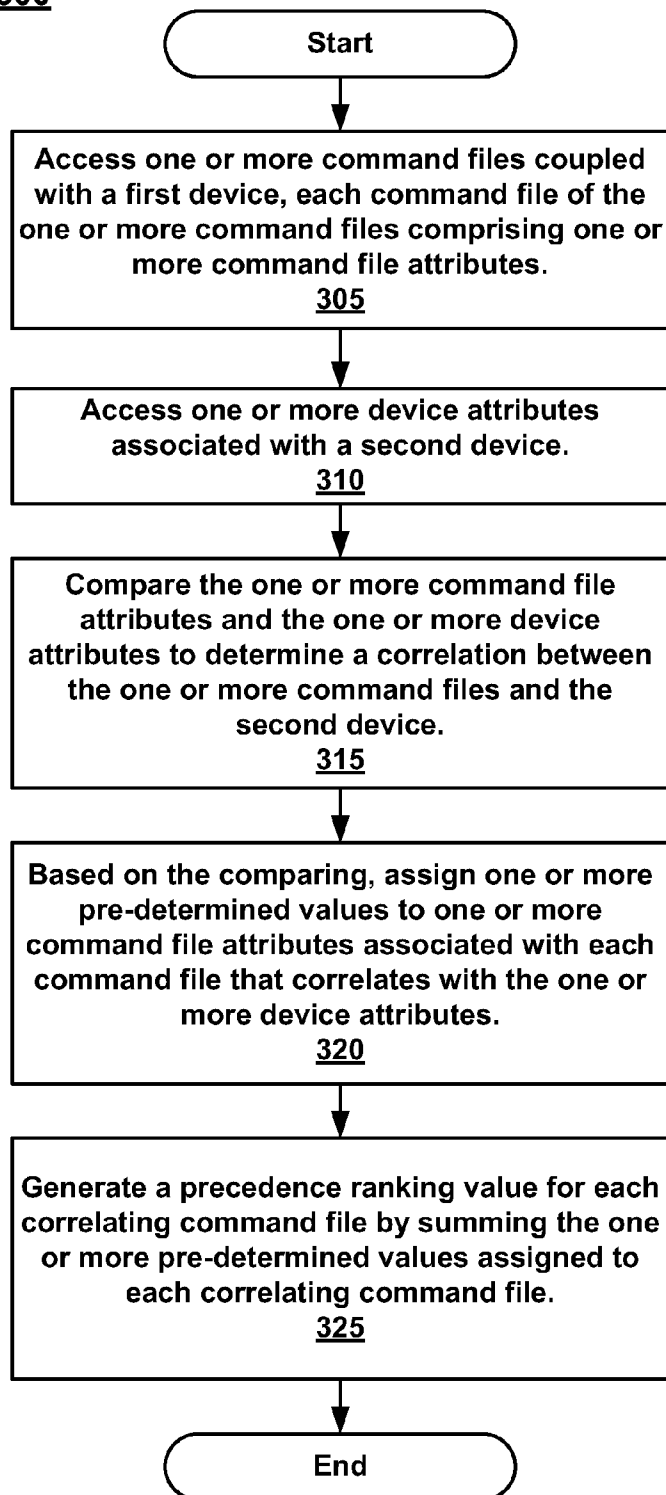 Start
Access one or more command files coupled
with a first device, each command file of the
one or more command files comprising one or
more command file attributes.
305
Access one or more device attributes
associated with a second device.
310
Compare the one or more command file
attributes and the one or more device
attributes to determine a correlation between
the one or more command files and the
second device.
315
Based on the comparing, assign one or more
pre-determined values to one or more
command file attributes associated with each
command file that correlates with the one or
more device attributes.
320
Generate a precedence ranking value for each
correlating command file by summing the one
or more pre-determined values assigned to
each correlating command file.
325
End